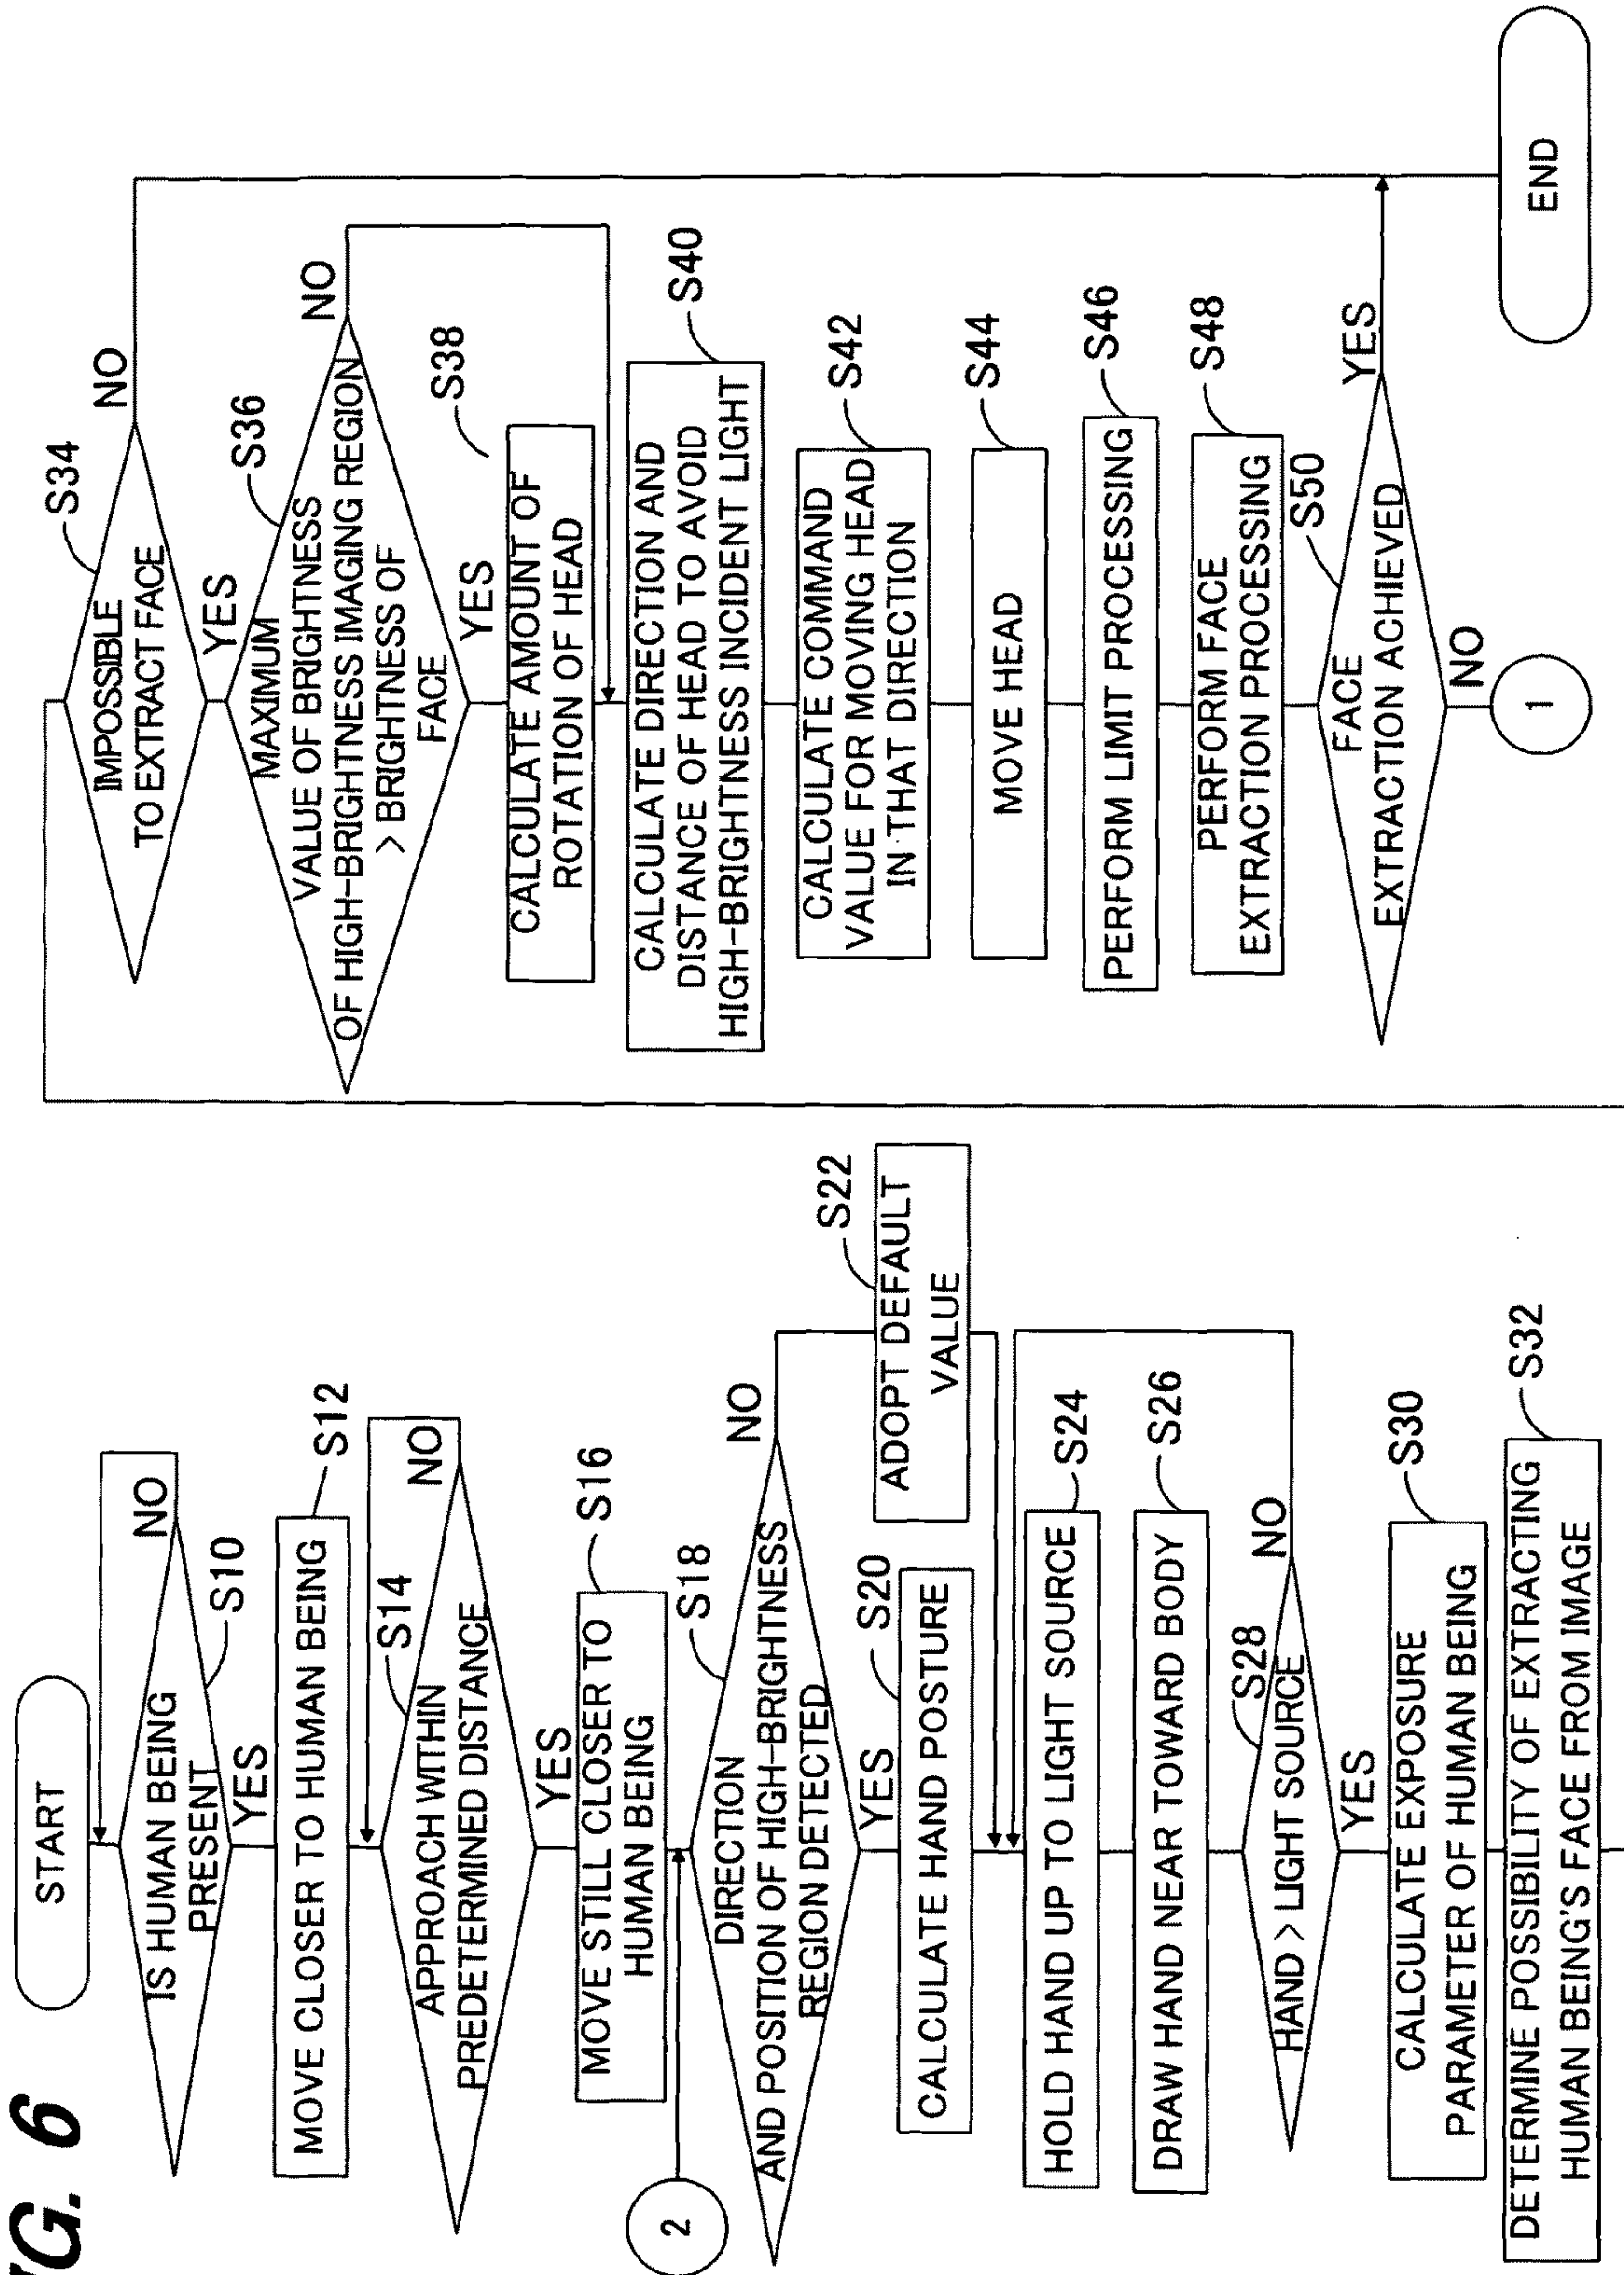 FIG. 6
START
IS HUMAN BEING
PRESENT
NO
S10
YES
MOVE CLOSER TO HUMAN BEING
S12
S14
APPROACH WITHIN
PREDETERMINED DISTANCE
NO
YES
MOVE STILL CLOSER TO
HUMAN BEING
S16
2
S18
DIRECTION
AND POSITION OF HIGH-BRIGHTNESS
REGION DETECTED
NO
YES
S20
CALCULATE HAND POSTURE
S22
ADOPT DEFAULT
VALUE
HOLD HAND UP TO LIGHT SOURCE
S24
DRAW HAND NEAR TOWARD BODY
S26
S28
HAND > LIGHT SOURCE
NO
YES
CALCULATE EXPOSURE
PARAMETER OF HUMAN BEING
S30
DETERMINE POSSIBILITY OF EXTRACTING
HUMAN BEING'S FACE FROM IMAGE
S32
S34
IMPOSSIBLE
TO EXTRACT FACE
NO
YES
S36
MAXIMUM
VALUE OF BRIGHTNESS
OF HIGH-BRIGHTNESS IMAGING REGION
> BRIGHTNESS OF
FACE
NO
YES
S38
CALCULATE AMOUNT OF
ROTATION OF HEAD
S40
CALCULATE DIRECTION AND
DISTANCE OF HEAD TO AVOID
HIGH-BRIGHTNESS INCIDENT LIGHT
S42
CALCULATE COMMAND
VALUE FOR MOVING HEAD
IN THAT DIRECTION
S44
MOVE HEAD
S46
PERFORM LIMIT PROCESSING
S48
PERFORM FACE
EXTRACTION PROCESSING
S50
FACE
EXTRACTION ACHIEVED
YES
NO
1
END